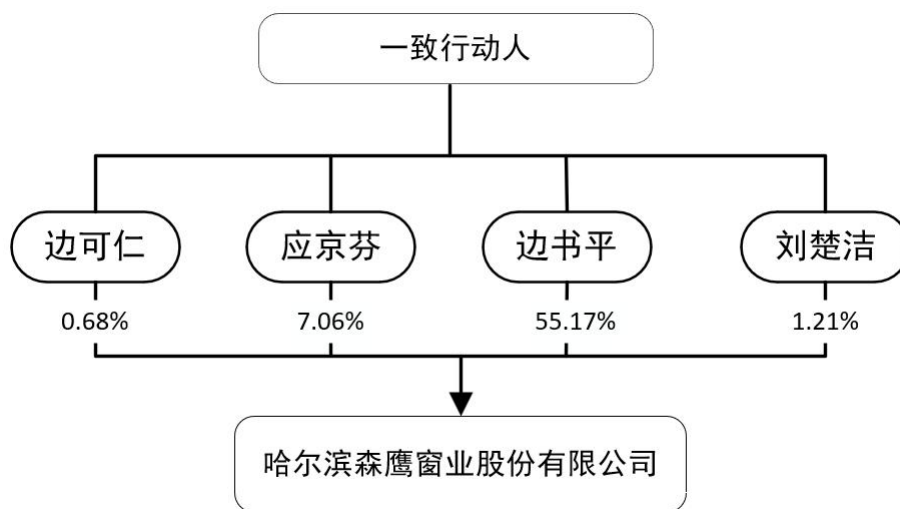 一致行动人
边可仁
应京芬
边书平
刘楚洁
0.68%
7.06%
55.17%
1.21%
哈尔滨森鹰窗业股份有限公司